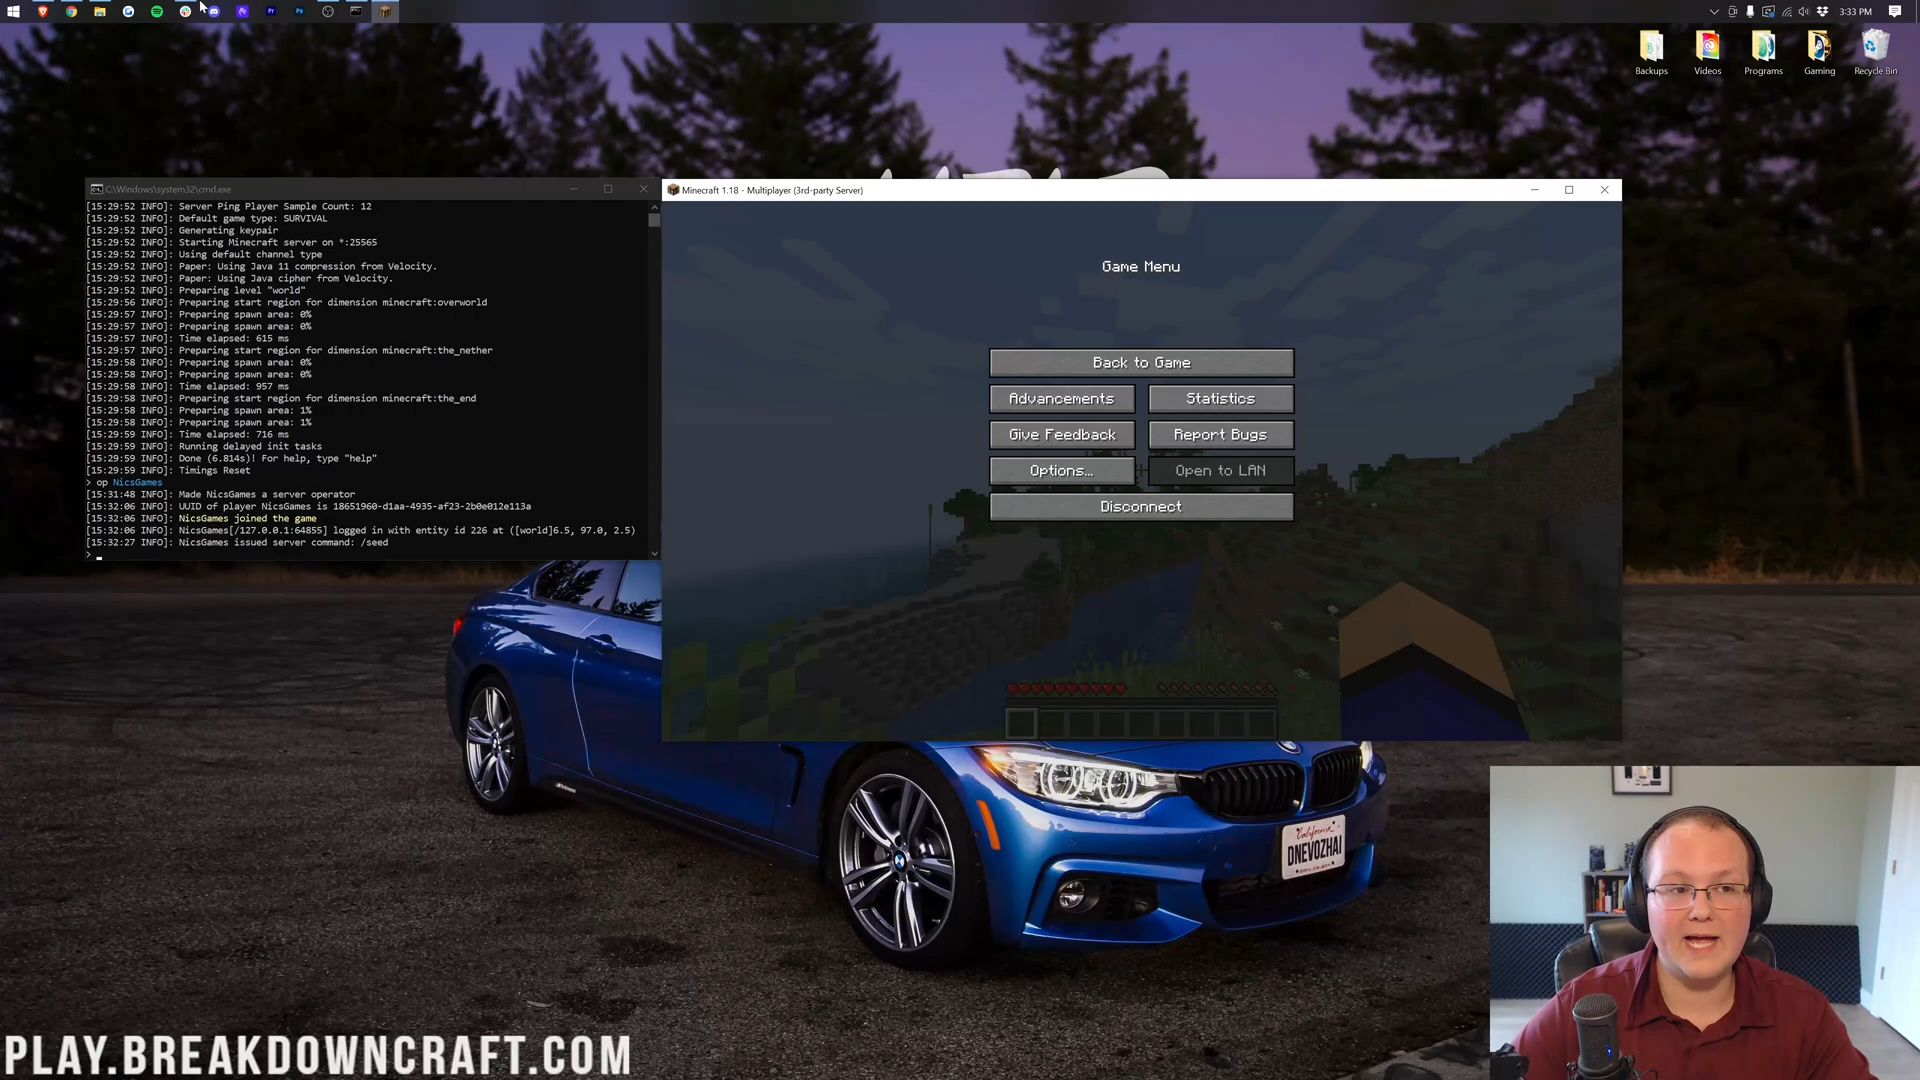 3:33 PM
Backups
Videos
Programs
Gaming
Recycle Bin
C:\Windows\system32\cmd.exe
[15:29:52 INFO]: Server Ping Player Sample Count: 12
[15:29:52 INFO]: Default game type: SURVIVAL
[15:29:52 INFO]: Generating keypair
[15:29:52 INFO]: Starting Minecraft server on *:25565
[15:29:52 INFO]: Using default channel type
[15:29:52 INFO]: Paper: Using Java 11 compression from Velocity.
[15:29:52 INFO]: Paper: Using Java cipher from Velocity.
[15:29:52 INFO]: Preparing level "world"
[15:29:56 INFO]: Preparing start region for dimension minecraft:overworld
[15:29:57 INFO]: Preparing spawn area: 0%
[15:29:57 INFO]: Preparing spawn area: 0%
[15:29:57 INFO]: Time elapsed: 615 ms
[15:29:57 INFO]: Preparing start region for dimension minecraft:the_nether
[15:29:58 INFO]: Preparing spawn area: 0%
[15:29:58 INFO]: Preparing spawn area: 0%
[15:29:58 INFO]: Time elapsed: 957 ms
[15:29:58 INFO]: Preparing start region for dimension minecraft:the_end
[15:29:58 INFO]: Preparing spawn area: 1%
[15:29:58 INFO]: Preparing spawn area: 1%
[15:29:59 INFO]: Time elapsed: 716 ms
[15:29:59 INFO]: Running delayed init tasks
[15:29:59 INFO]: Done (6.814s)! For help, type "help"
[15:29:59 INFO]: Timings Reset
> op NicsGames
[15:31:48 INFO]: Made NicsGames a server operator
[15:32:06 INFO]: UUID of player NicsGames is 18651960-d1aa-4935-af23-2b0e012e113a
[15:32:06 INFO]: NicsGames joined the game
[15:32:06 INFO]: NicsGames[/127.0.0.1:64855] logged in with entity id 226 at ([world]6.5, 97.0, 2.5)
[15:32:27 INFO]: NicsGames issued server command: /seed
>
Minecraft 1.18 - Multiplayer (3rd-party Server)
Game Menu
Back to Game
Advancements
Statistics
Give Feedback
Report Bugs
Options...
Open to LAN
Disconnect
California
DNEVOZHAI
PLAY.BREAKDOWNCRAFT.COM